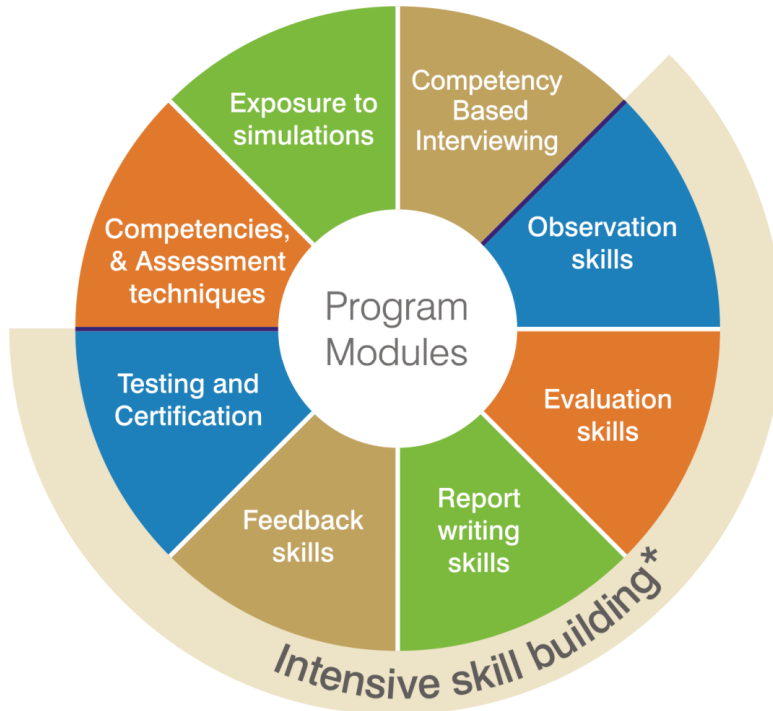 Exposure to
simulations
Competency
Based
Interviewing
Observation
skills
Evaluation
skills
Report
writing
skills
Feedback
skills
Testing and
Certification
Competencies,
& Assessment
techniques
Program
Modules
Intensive skill building*